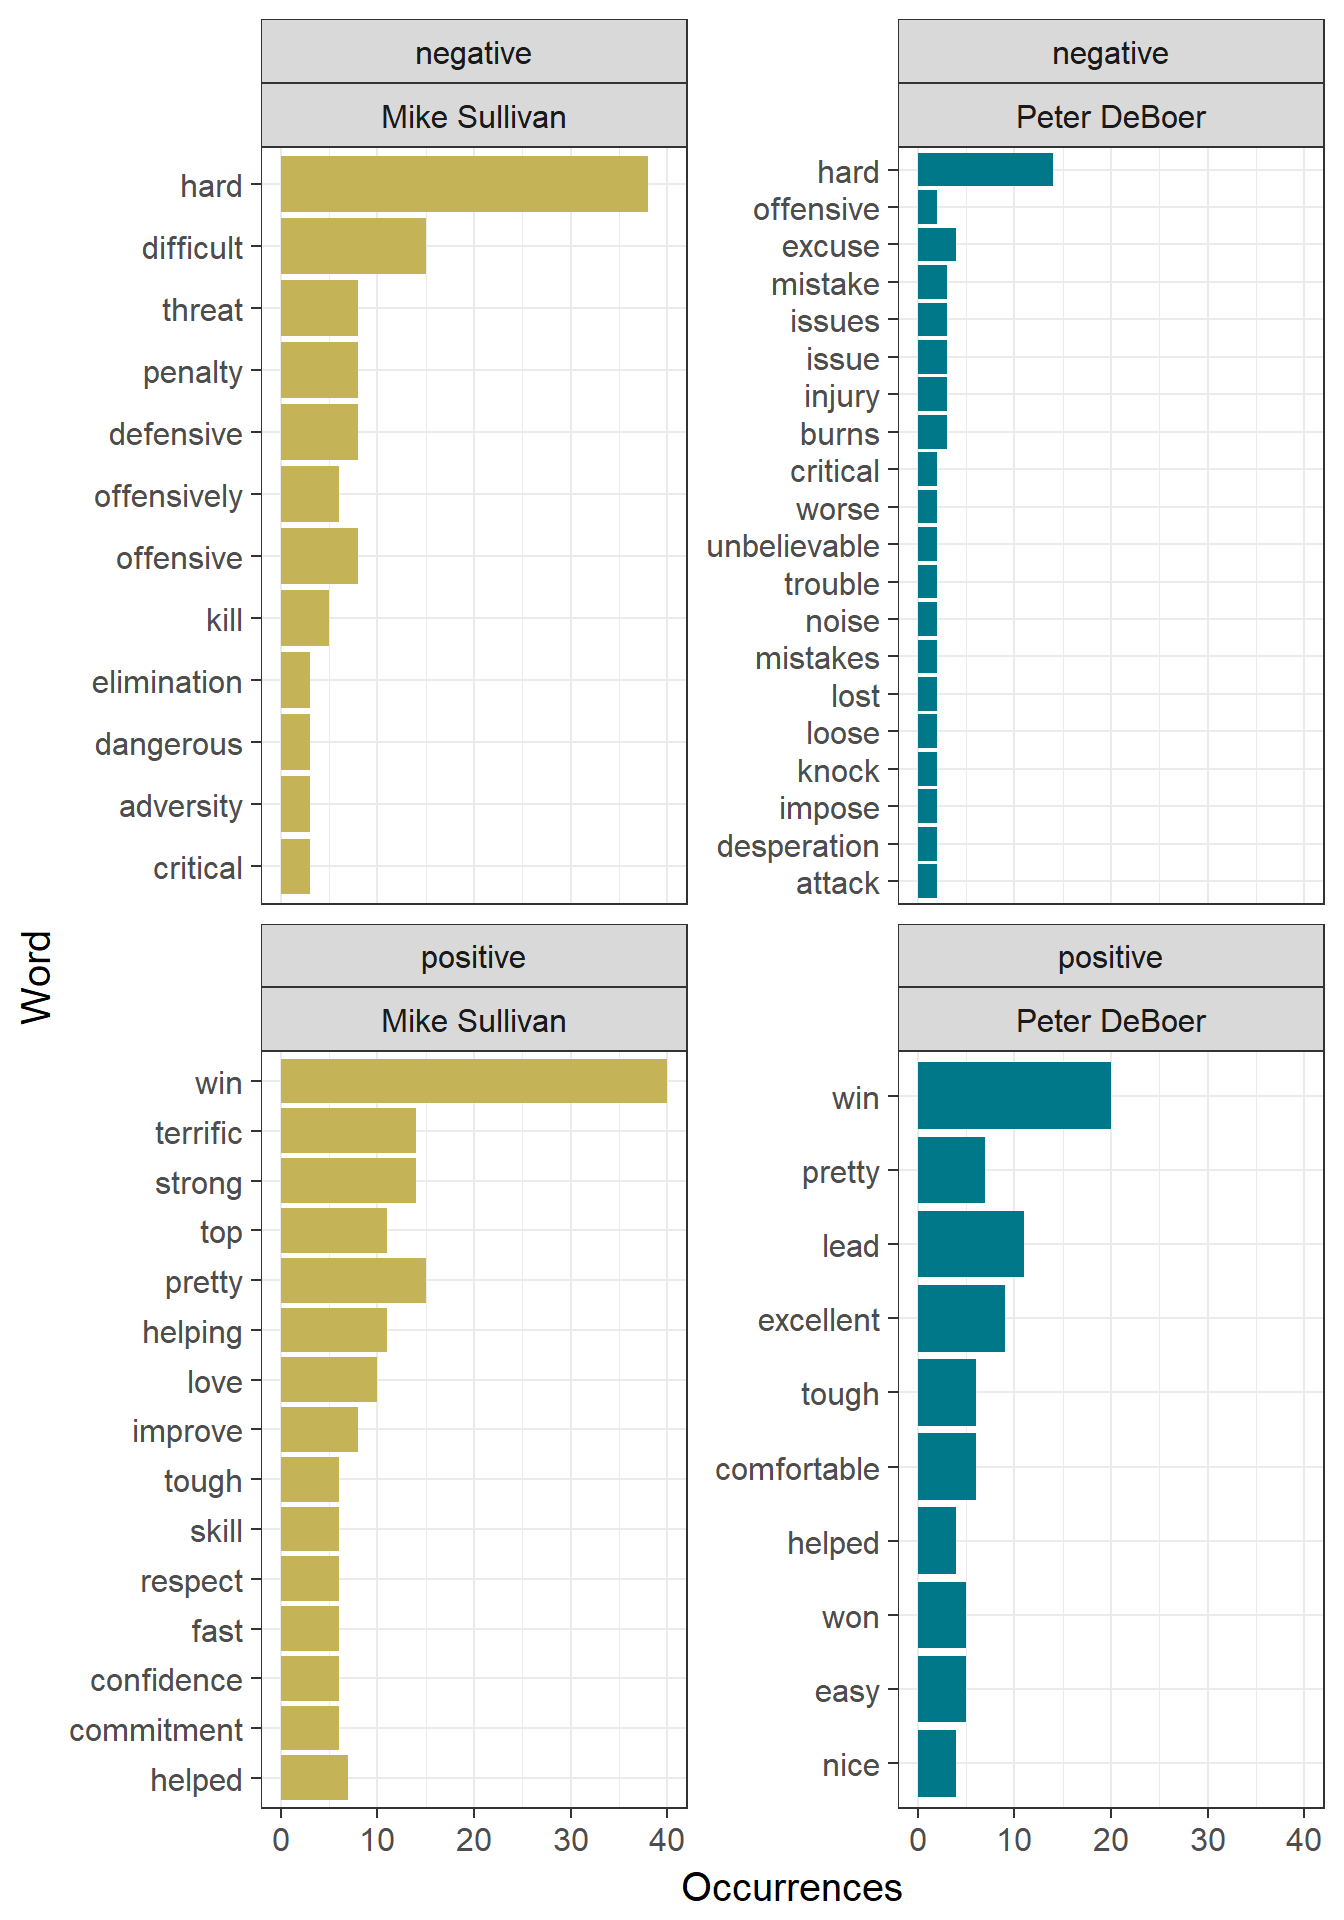 negative
Mike Sullivan
hard
difficult
threat
penalty
defensive
offensively
offensive
kill
elimination
dangerous
adversity
critical
negative
Peter DeBoer
hard
offensive
excuse
mistake
issues
issue
injury
burns
critical
worse
unbelievable
trouble
noise
mistakes
lost
loose
knock
impose
desperation
attack
Word
positive
Mike Sullivan
win
terrific
strong
top
pretty
helping
love
improve
tough
skill
respect
fast
confidence
commitment
helped
0 10 20 30 40
positive
Peter DeBoer
win
pretty
lead
excellent
tough
comfortable
helped
won
easy
nice
0 10 20 30 40
Occurrences